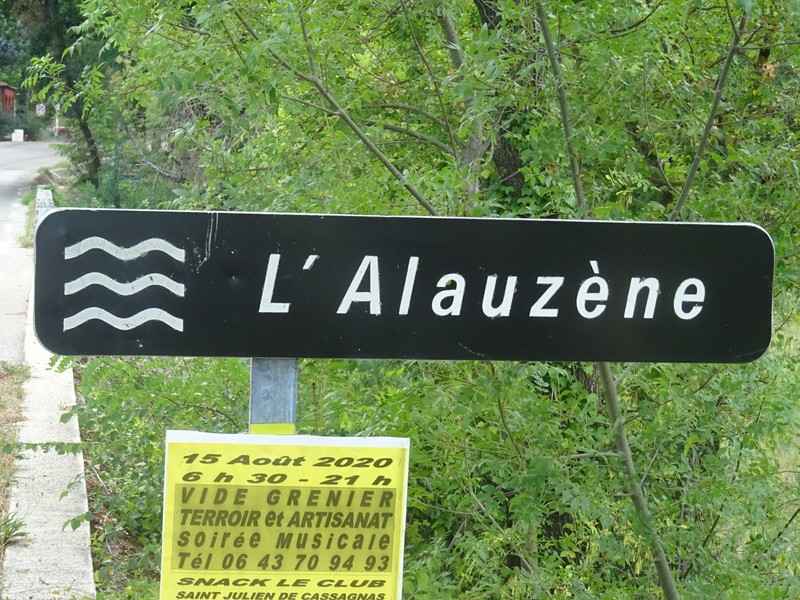 L'Alauzène
15 Août 2020
6 h 30 - 21 h
VIDE GRENIER
TERROIR et ARTISANAT
Soirée Musicale
Tél 06 43 70 94 93
SNACK LE CLUB
SAINT JULIEN DE CASSAGNAS